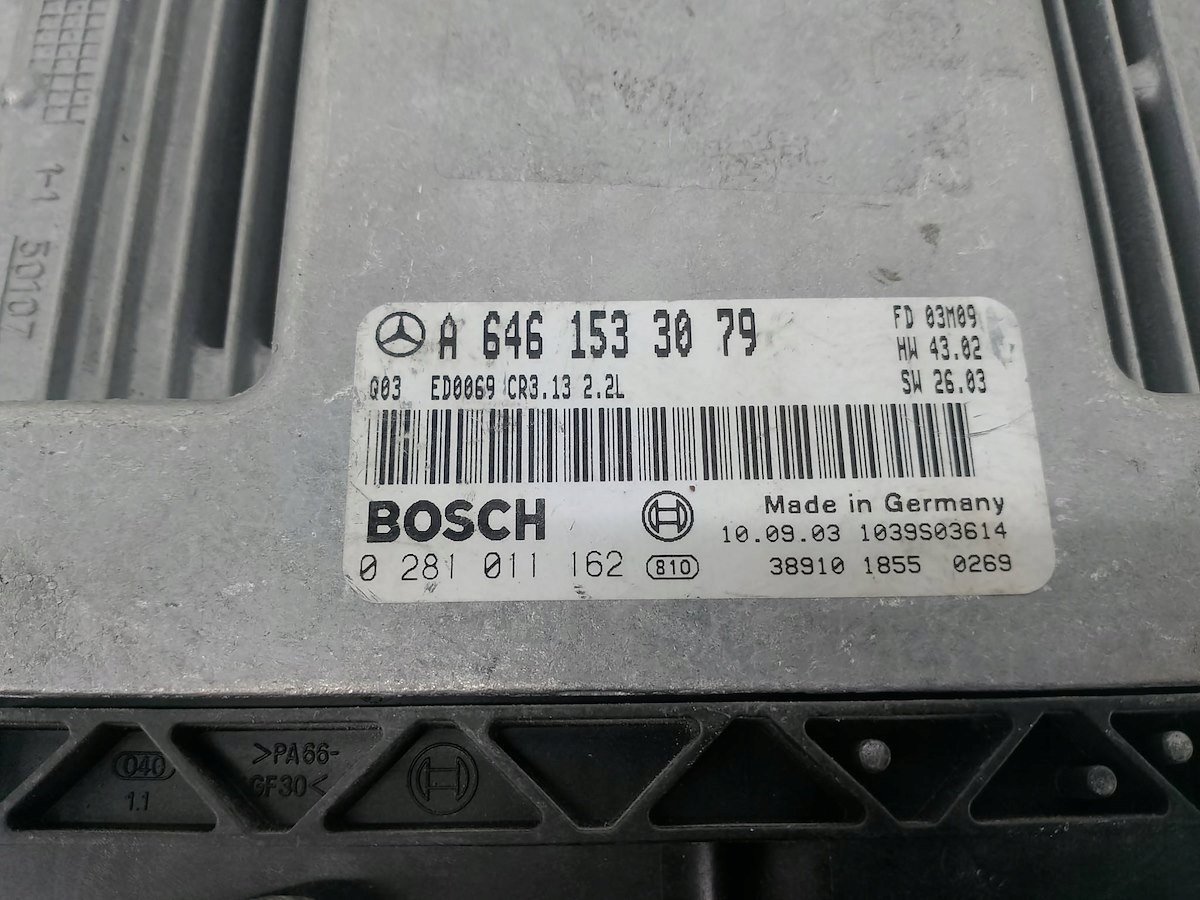 1-1
50107
A 646 153 30 79
FD 03M09
HW 43.02
Q03 ED0069 CR3.13 2.2L
SW 26.03
BOSCH
Made in Germany
10.09.03 1039S03614
0 281 011 162
810
38910 1855 0269
040
1.1
>PA66-
GF30<